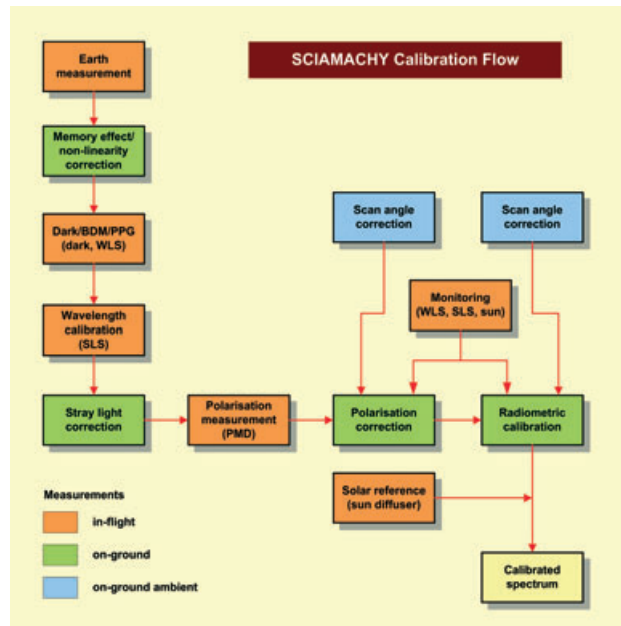 SCIAMACHY Calibration Flow
Earth
measurement
Memory effect/
non-linearity
correction
Dark/BDM/PPG
(dark, WLS)
Wavelength
calibration
(SLS)
Stray light
correction
Polarisation
measurement
(PMD)
Scan angle
correction
Scan angle
correction
Monitoring
(WLS, SLS, sun)
Polarisation
correction
Radiometric
calibration
Solar reference
(sun diffuser)
Calibrated
spectrum
Measurements
in-flight
on-ground
on-ground ambient